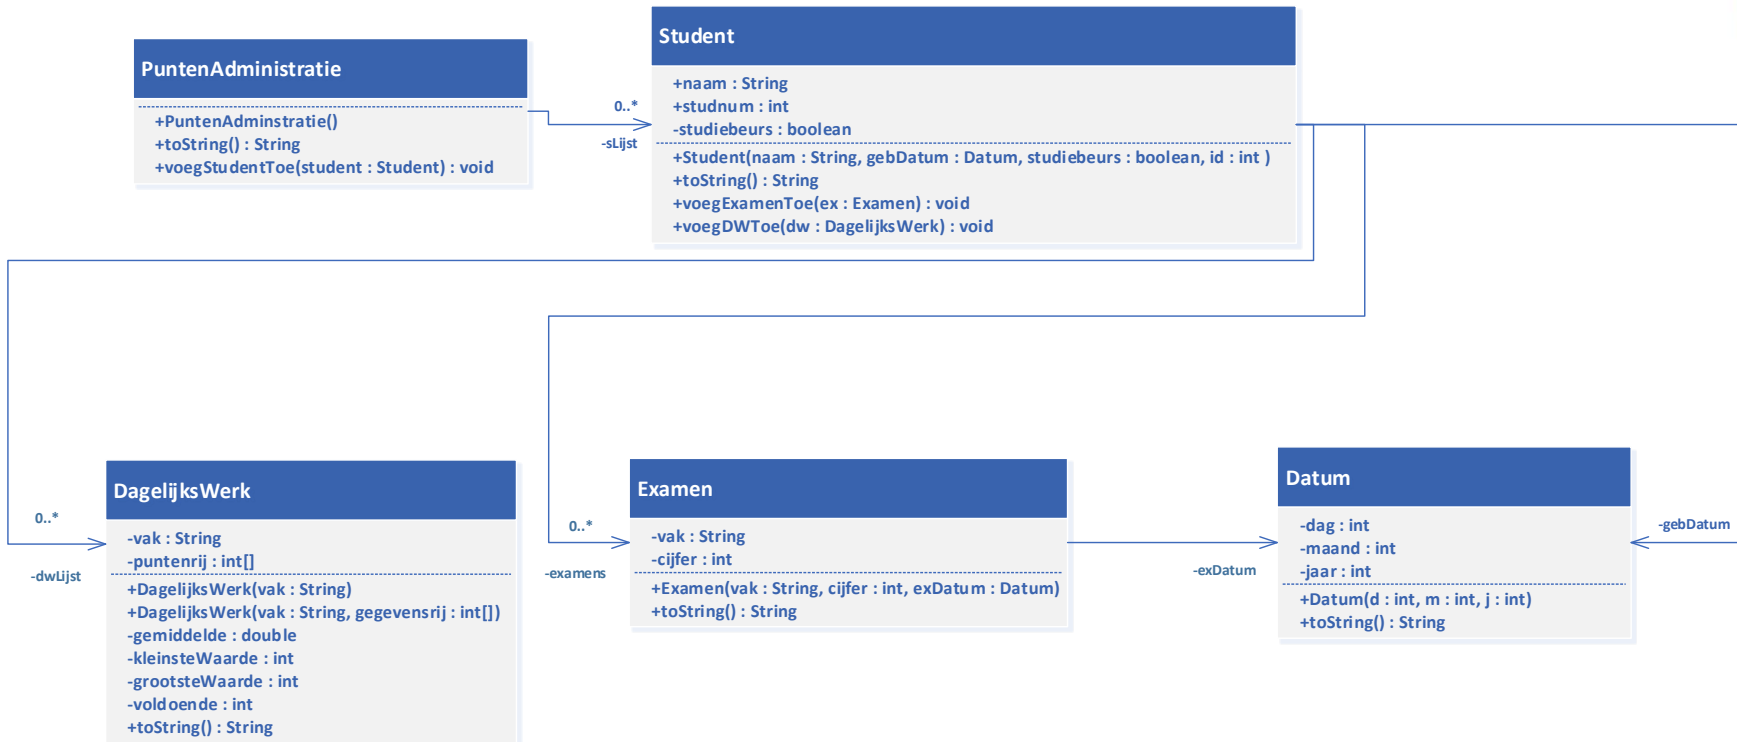 PuntenAdministratie
+PuntenAdminstratie()
+toString() : String
+voegStudentToe(student : Student) : void
0..*
-sLijst
Student
+naam : String
+studnum : int
-studiebeurs : boolean
+Student(naam : String, gebDatum : Datum, studiebeurs : boolean, id : int )
+toString() : String
+voegExamenToe(ex : Examen) : void
+voegDWToe(dw : DagelijksWerk) : void
0..*
-dwLijst
DagelijksWerk
-vak : String
-puntenrij : int[]
+DagelijksWerk(vak : String)
+DagelijksWerk(vak : String, gegevensrij : int[])
-gemiddelde : double
-kleinsteWaarde : int
-grootsteWaarde : int
-voldoende : int
+toString() : String
0..*
-examens
Examen
-vak : String
-cijfer : int
+Examen(vak : String, cijfer : int, exDatum : Datum)
+toString() : String
-exDatum
Datum
-dag : int
-maand : int
-jaar : int
+Datum(d : int, m : int, j : int)
+toString() : String
-gebDatum